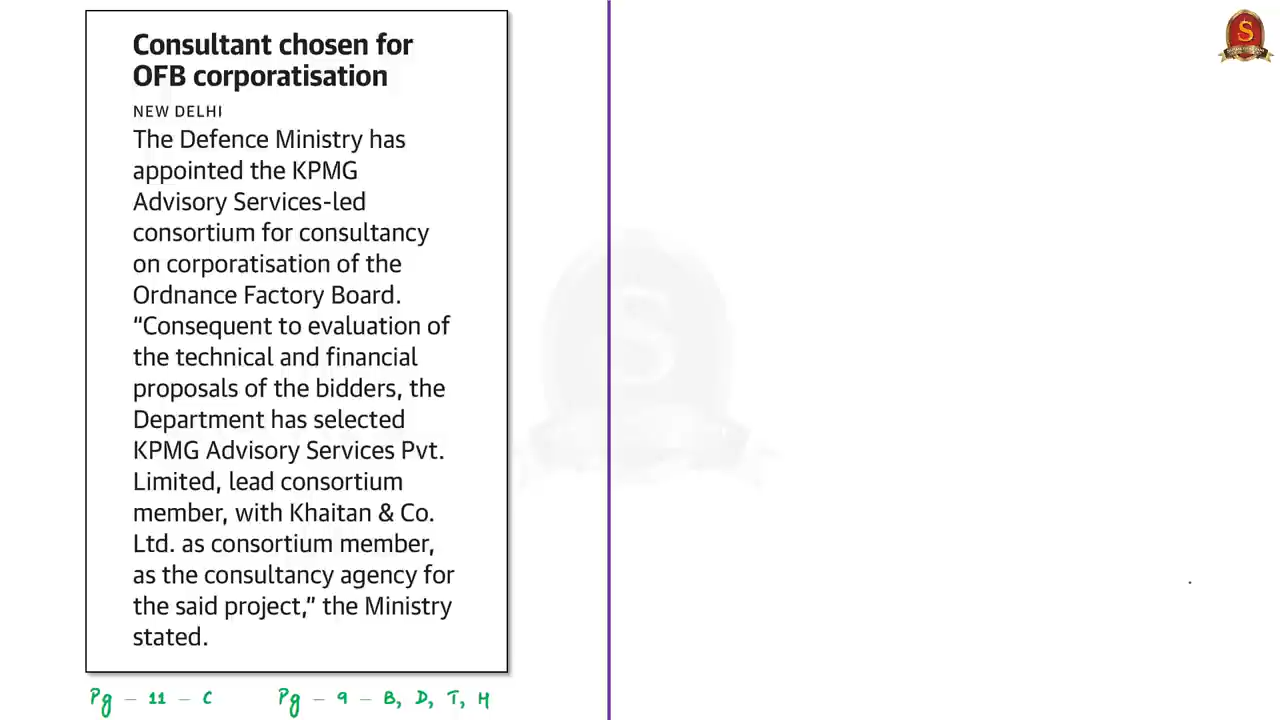 Consultant chosen for
OFB corporatisation
NEW DELHI
The Defence Ministry has
appointed the KPMG
Advisory Services-led
consortium for consultancy
on corporatisation of the
Ordnance Factory Board.
“Consequent to evaluation of
the technical and financial
proposals of the bidders, the
Department has selected
KPMG Advisory Services Pvt.
Limited, lead consortium
member, with Khaitan & Co.
Ltd. as consortium member,
as the consultancy agency for
the said project,” the Ministry
stated.
Pg – 11 – C Pg – 9 – B, D, T, H
S
S